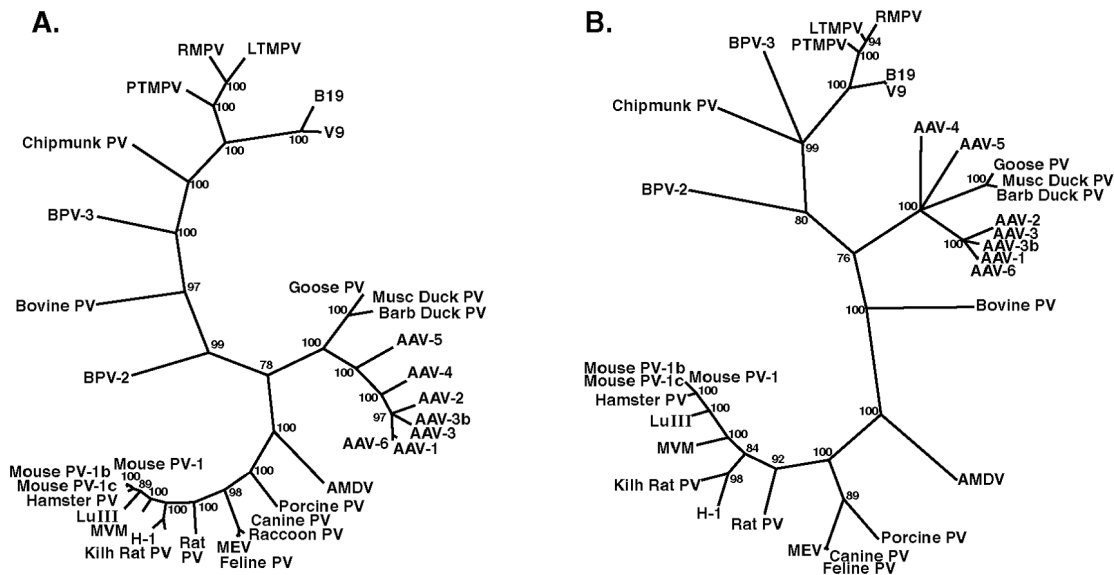 A.
RMPV
LTMPV
PTMPV
100
100
B19
V9
100
100
Chipmunk PV
100
BPV-3
100
Bovine PV
97
99
BPV-2
78
Goose PV
Musc Duck PV
Barb Duck PV
100
100
AAV-5
100
AAV-4
100
AAV-2
97
AAV-3b
AAV-3
AAV-6
AAV-1
100
AMDV
100
Porcine PV
98
Canine PV
Raccoon PV
MEV
Feline PV
Mouse PV-1b
Mouse PV-1
Mouse PV-1c
100
89
Hamster PV
100
LuIII
100
100
MVM
H-1
Kilh Rat PV
Rat
PV
B.
RMPV
LTMPV
94
PTMPV
100
BPV-3
B19
V9
100
Chipmunk PV
99
AAV-4
AAV-5
Goose PV
100
Musc Duck PV
Barb Duck PV
BPV-2
80
100
AAV-2
AAV-3
100
AAV-3b
AAV-1
AAV-6
76
100
Bovine PV
Mouse PV-1b
Mouse PV-1
Mouse PV-1c
100
Hamster PV
100
LuIII
100
MVM
84
Kilh Rat PV
98
H-1
92
Rat PV
100
100
AMDV
89
Porcine PV
MEV
Canine PV
Feline PV